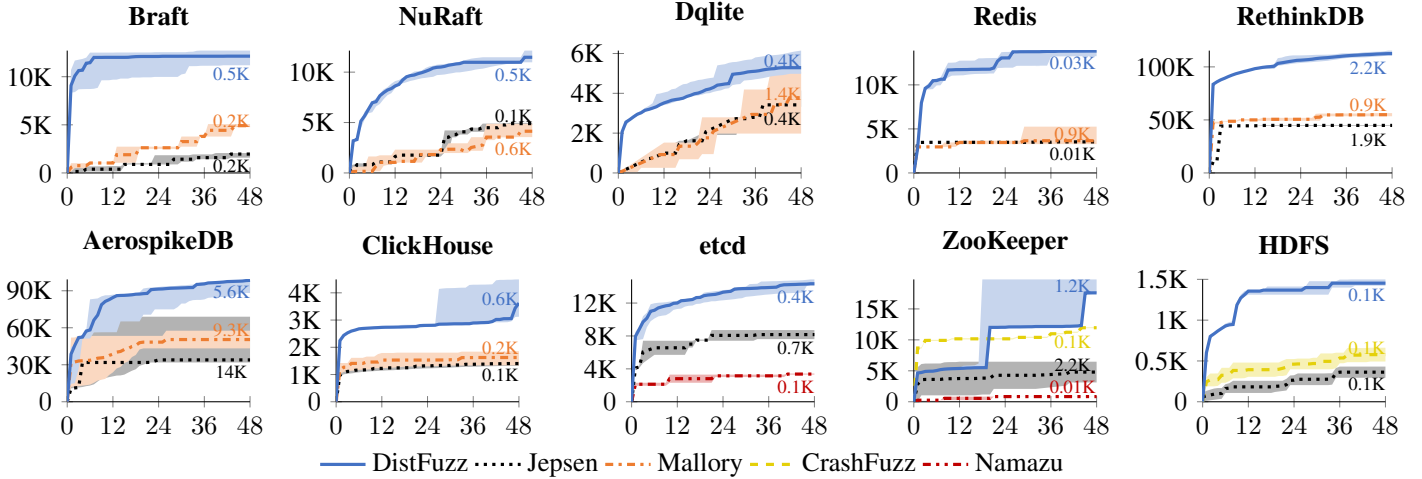 Braft
NuRaft
Dqlite
Redis
RethinkDB
10K
5K
0
0.5K
0.2K
0.2K
0 12 24 36 48
10K
5K
0
0.5K
0.1K
0.6K
0 12 24 36 48
6K
4K
2K
0
0.4K
1.4K
0.4K
0 12 24 36 48
10K
5K
0
0.03K
0.9K
0.01K
0 12 24 36 48
100K
50K
0
2.2K
0.9K
1.9K
0 12 24 36 48
AerospikeDB
ClickHouse
etcd
ZooKeeper
HDFS
90K
60K
30K
0
5.6K
9.3K
14K
0 12 24 36 48
4K
3K
2K
1K
0
0.6K
0.2K
0.1K
0 12 24 36 48
12K
8K
4K
0
0.4K
0.7K
0.1K
0 12 24 36 48
15K
10K
5K
0
1.2K
0.1K
2.2K
0.01K
0 12 24 36 48
1.5K
1K
0.5K
0
0.1K
0.1K
0.1K
0 12 24 36 48
DistFuzz Jepsen Mallory CrashFuzz Namazu